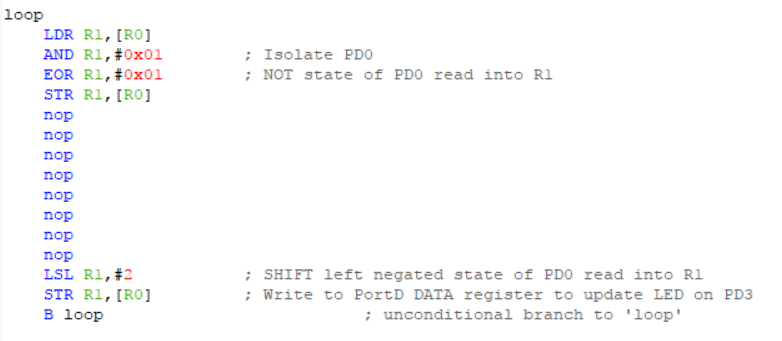 loop
LDR R1,[R0]
AND R1,#0x01 ; Isolate PD0
EOR R1,#0x01 ; NOT state of PD0 read into R1
STR R1,[R0]
nop
nop
nop
nop
nop
nop
nop
nop
LSL R1,#2 ; SHIFT left negated state of PD0 read into R1
STR R1,[R0] ; Write to PortD DATA register to update LED on PD3
B loop ; unconditional branch to 'loop'